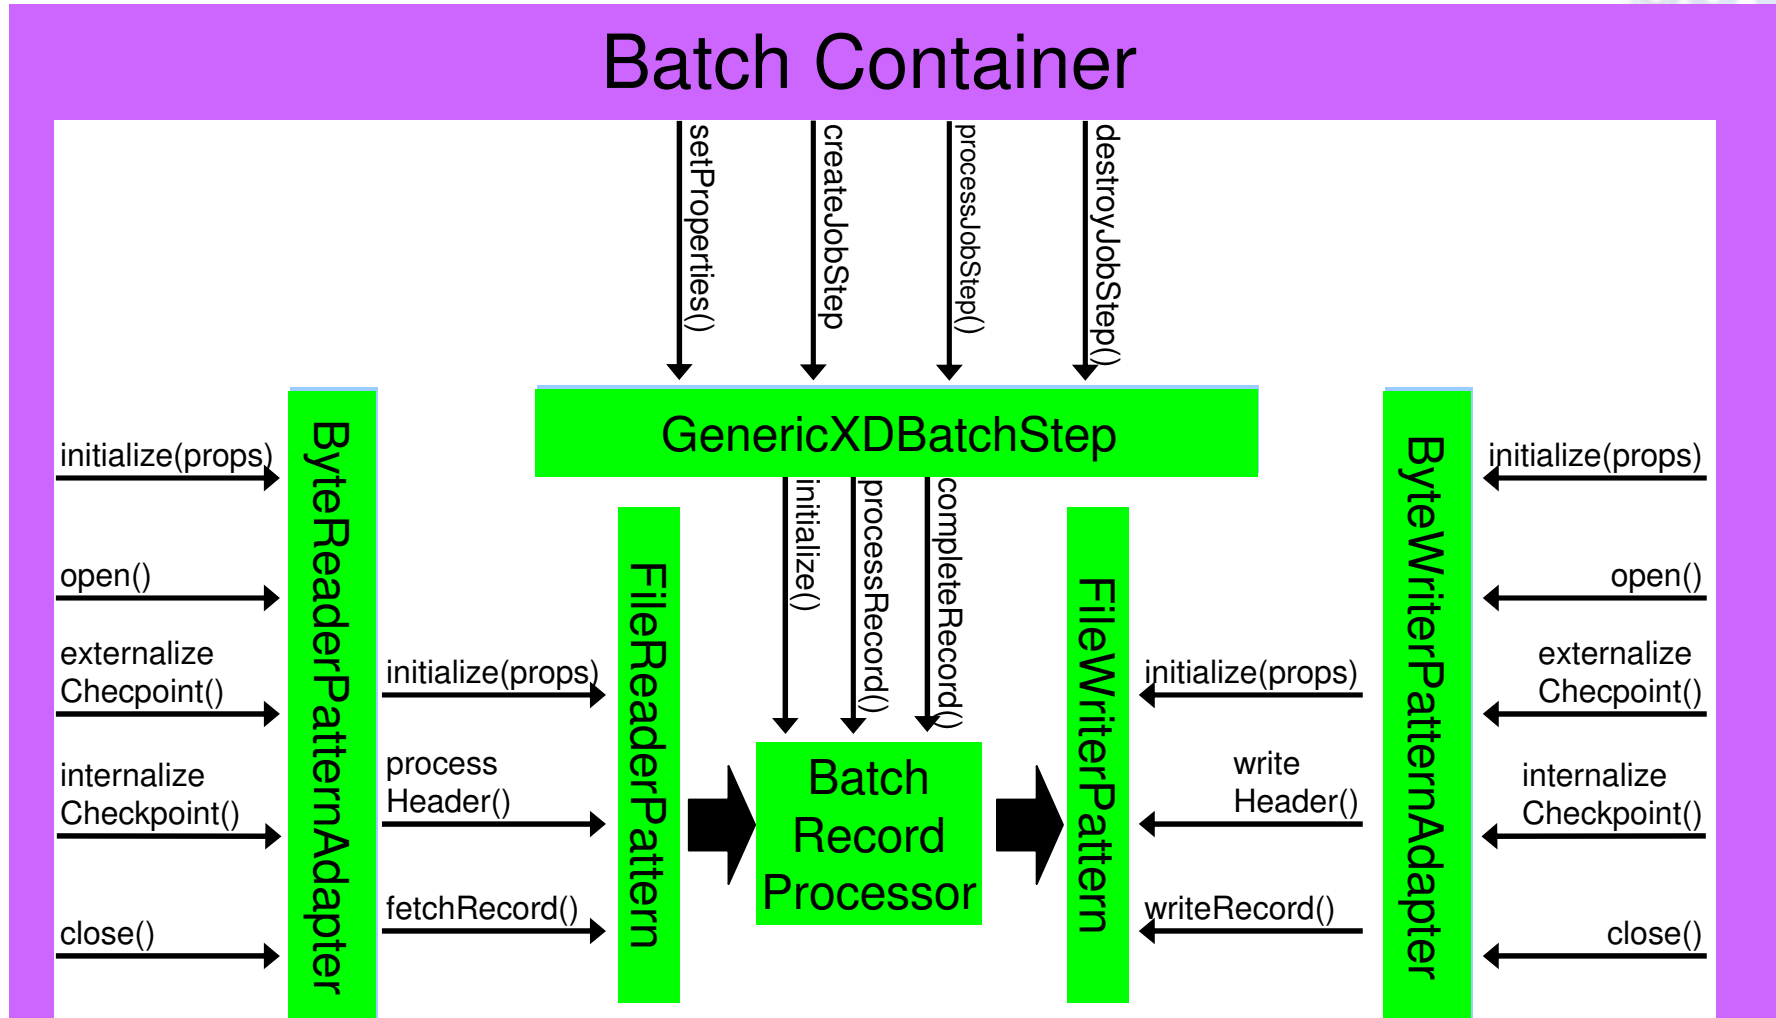 Batch Container
setProperties()
createJobStep
processJobStep()
destroyJobStep()
GenericXDBatchStep
initialize()
processRecord()
completeRecord()
initialize(props)
open()
externalize
Checpoint()
internalize
Checkpoint()
close()
ByteReaderPatternAdapter
initialize(props)
process
Header()
fetchRecord()
FileReaderPattern
Batch
Record
Processor
FileWriterPattern
initialize(props)
write
Header()
writeRecord()
ByteWriterPatternAdapter
initialize(props)
open()
externalize
Checpoint()
internalize
Checkpoint()
close()